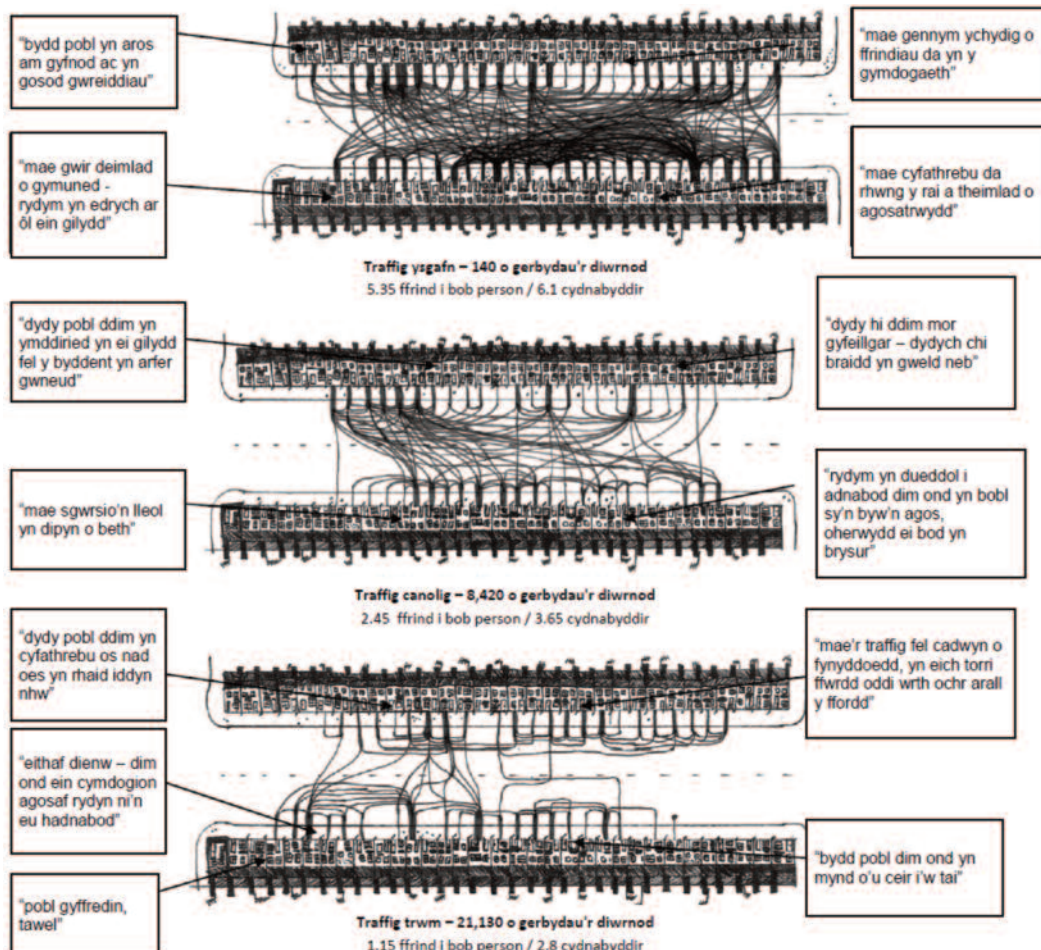 “bydd pobl yn aros
am gyfnod ac yn
gosod gwreiddiau”
“mae gennym ychydig o
ffrindiau da yn y
gymdogaeth”
“mae gwir deimlad
o gymuned -
rydym yn edrych ar
ôl ein gilydd”
“mae cyfathrebu da
rhwng y rai a theimlad o
agosatrwydd”
Traffig ysgafn – 140 o gerbydau'r diwrnod
5.35 ffrind i bob person / 6.1 cydnabyddir
“dydy pobl ddim yn
ymddiried yn ei gilydd
fel y byddent yn arfer
gwneud”
“dydy hi ddim mor
gyfeillgar – dydych chi
braidd yn gweld neb”
“mae sgwrsio'n lleol
yn dipyn o beth”
“rydym yn dueddol i
adnabod dim ond yn bobl
sy'n byw'n agos,
oherwydd ei bod yn
brysur”
Traffig canolig – 8,420 o gerbydau'r diwrnod
2.45 ffrind i bob person / 3.65 cydnabyddir
“dydy pobl ddim yn
cyfathrebu os nad
oes yn rhaid iddyn
nhw”
“mae'r traffig fel cadwyn o
fynyddoedd, yn eich torri
ffwrdd oddi wrth ochr arall
y ffordd”
“eithaf dienw – dim
ond ein cymdogion
agosaf rydyn ni'n
eu hadnabod”
“bydd pobl dim ond yn
mynd o'u ceir i'w tai”
“pobl gyffredin,
tawel”
Traffig trwm – 21,130 o gerbydau'r diwrnod
1.15 ffrind i bob person / 2.8 cydnabyddir